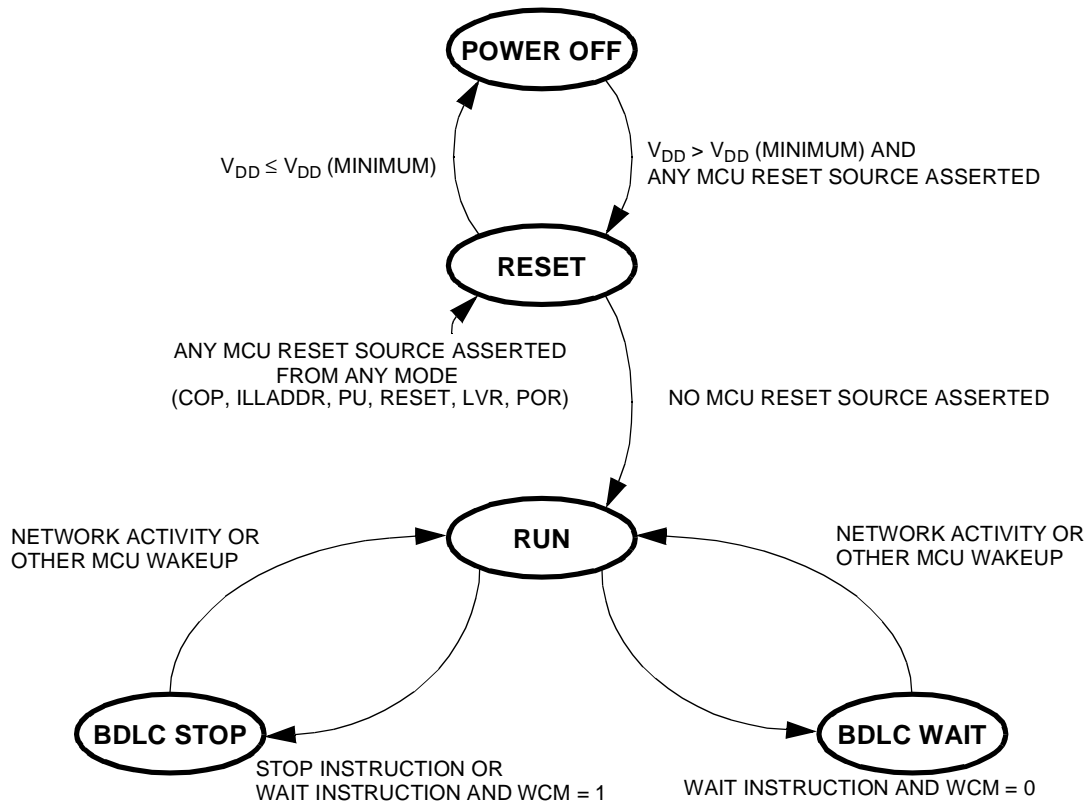 POWER OFF
V_DD ≤ V_DD (MINIMUM)
V_DD > V_DD (MINIMUM) AND
ANY MCU RESET SOURCE ASSERTED
RESET
ANY MCU RESET SOURCE ASSERTED
FROM ANY MODE
(COP, ILLADDR, PU, RESET, LVR, POR)
NO MCU RESET SOURCE ASSERTED
NETWORK ACTIVITY OR
OTHER MCU WAKEUP
RUN
NETWORK ACTIVITY OR
OTHER MCU WAKEUP
BDLC STOP
BDLC WAIT
STOP INSTRUCTION OR
WAIT INSTRUCTION AND WCM = 1
WAIT INSTRUCTION AND WCM = 0